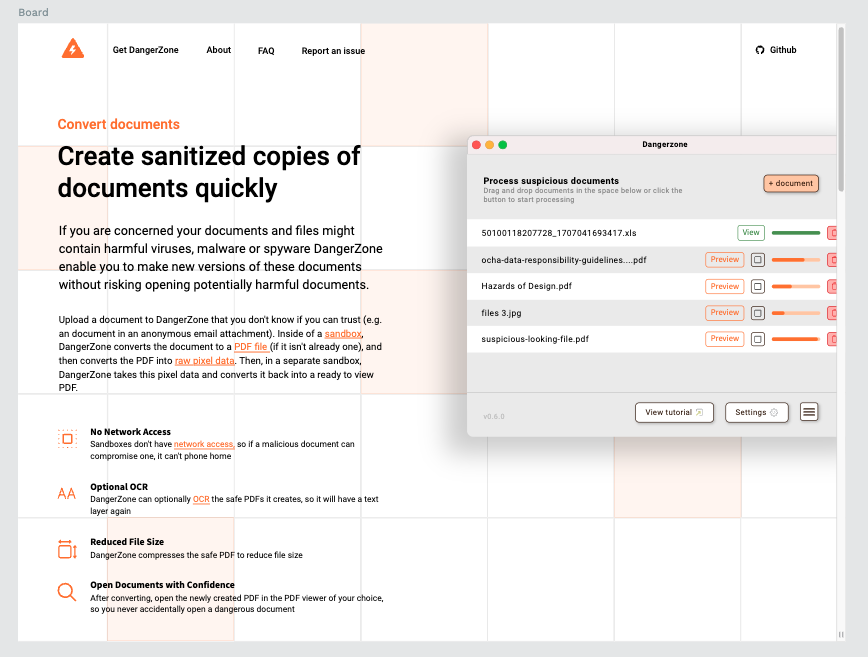 Board
Get DangerZone
About
FAQ
Report an issue
Github
Convert documents
Create sanitized copies of
documents quickly
If you are concerned your documents and files might
contain harmful viruses, malware or spyware DangerZone
enable you to make new versions of these documents
without risking opening potentially harmful documents.
Upload a document to DangerZone that you don't know if you can trust (e.g.
an document in an anonymous email attachment). Inside of a sandbox,
DangerZone converts the document to a PDF file (if it isn't already one), and
then converts the PDF into raw pixel data. Then, in a separate sandbox,
DangerZone takes this pixel data and converts it back into a ready to view
PDF.
No Network Access
Sandboxes don't have network access, so if a malicious document can
compromise one, it can't phone home
AA
Optional OCR
DangerZone can optionally OCR the safe PDFs it creates, so it will have a text
layer again
Reduced File Size
DangerZone compresses the safe PDF to reduce file size
Open Documents with Confidence
After converting, open the newly created PDF in the PDF viewer of your choice,
so you never accidentally open a dangerous document
Dangerzone
Process suspicious documents
Drag and drop documents in the space below or click the
button to start processing
+ document
50100118207728_1707041693417.xls
View
ocha-data-responsibility-guidelines....pdf
Preview
Hazards of Design.pdf
Preview
files 3.jpg
Preview
suspicious-looking-file.pdf
Preview
v0.6.0
View tutorial
Settings